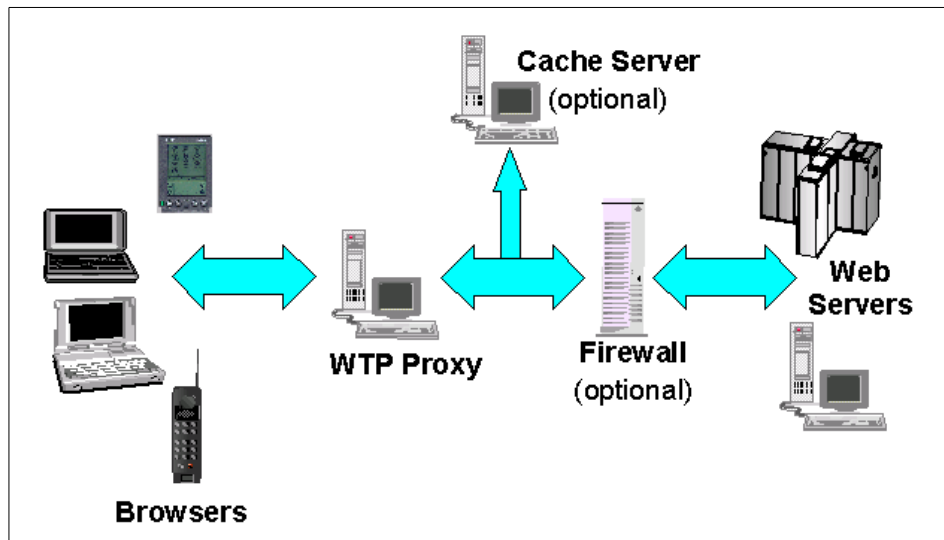 Cache Server
(optional)
Web
Servers
WTP Proxy
Firewall
(optional)
Browsers